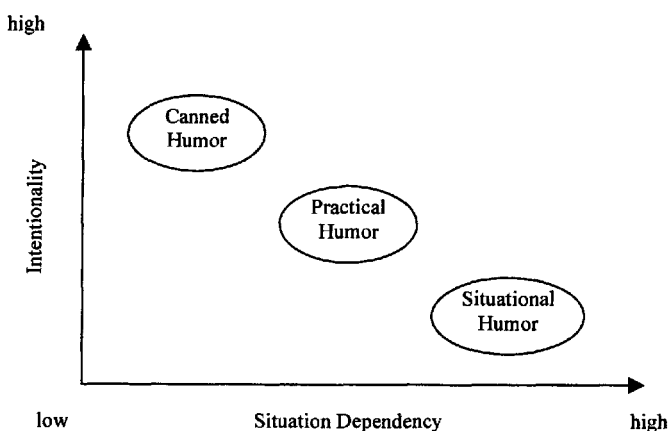 high
Canned
Humor
Intentionality
Practical
Humor
Situational
Humor
low Situation Dependency high